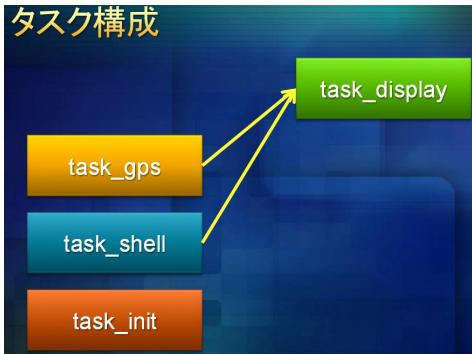 タスク構成
task_display
task_gps
task_shell
task_init